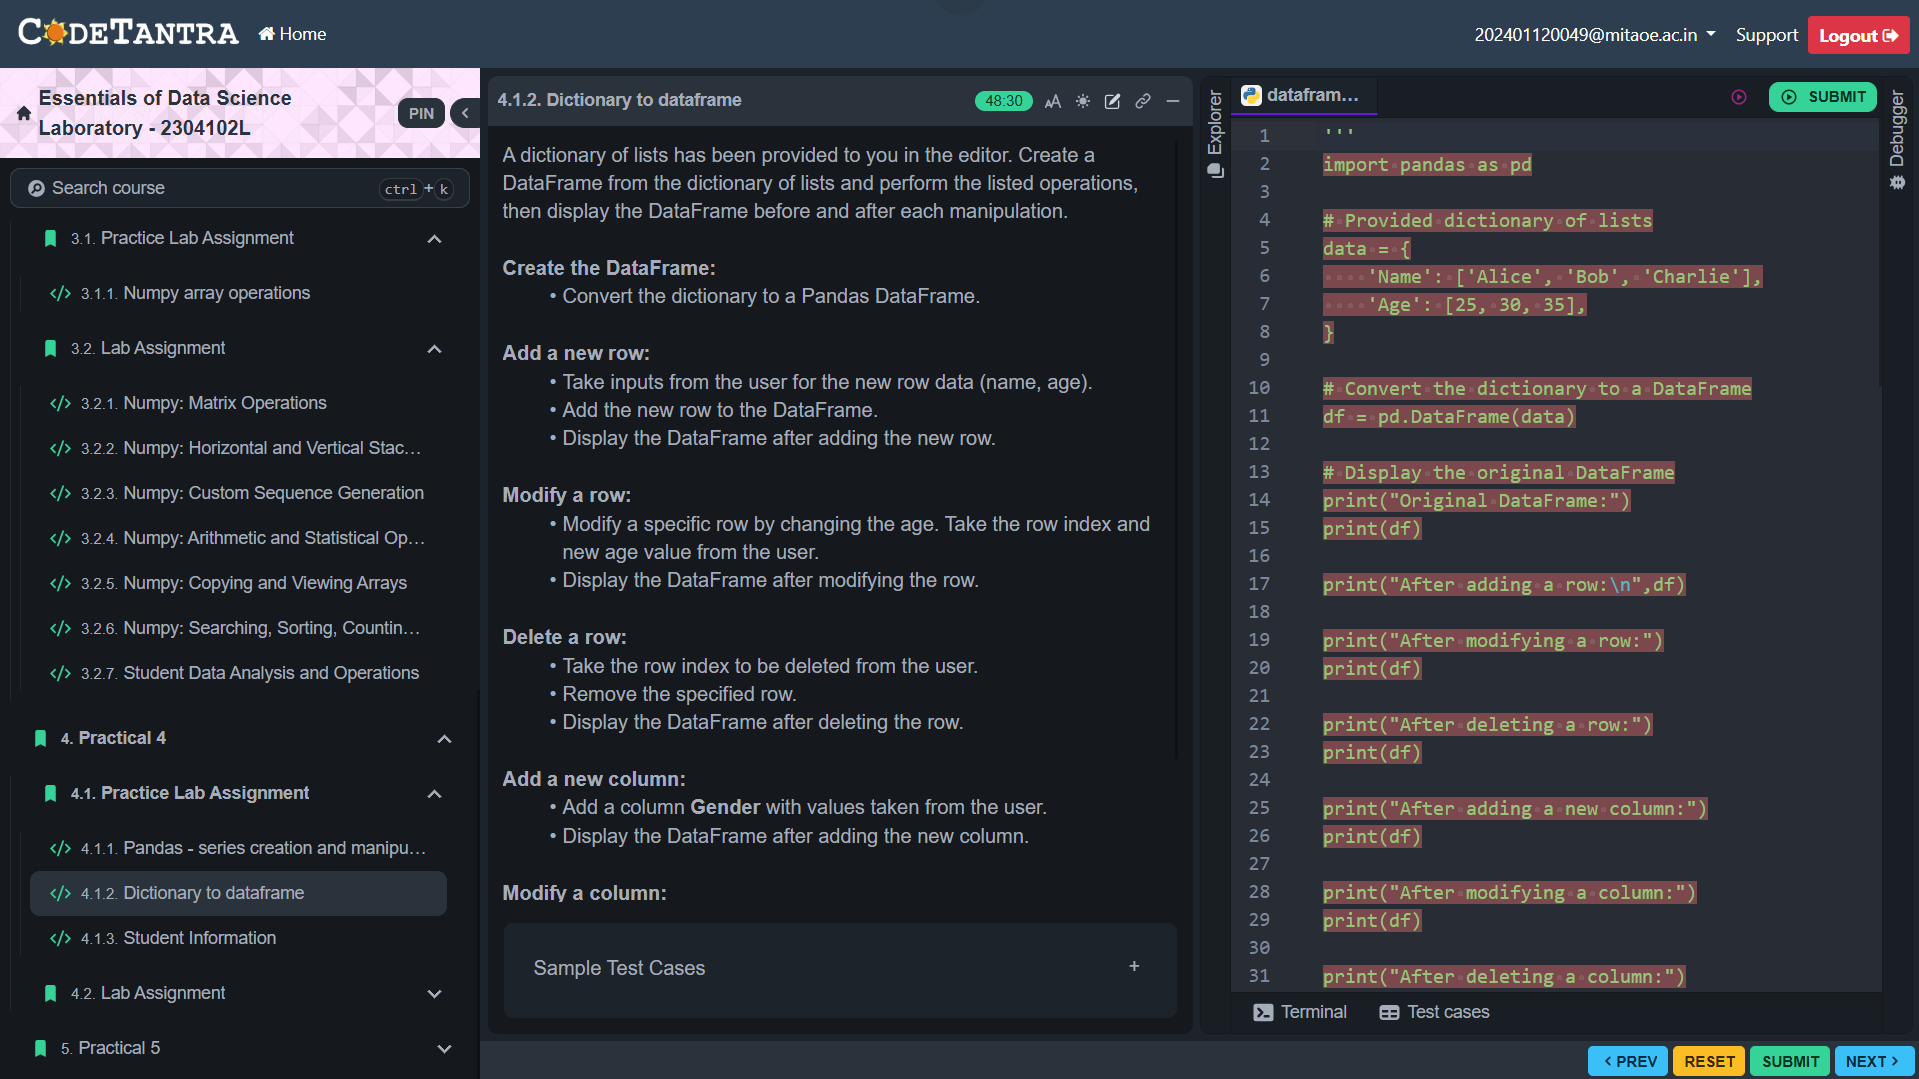 CODETANTRA
Home
202401120049@mitaoe.ac.in
Support
Logout
Essentials of Data Science
Laboratory - 2304102L
PIN
Search course
ctrl + k
3.1. Practice Lab Assignment
3.1.1. Numpy array operations
3.2. Lab Assignment
3.2.1. Numpy: Matrix Operations
3.2.2. Numpy: Horizontal and Vertical Stac...
3.2.3. Numpy: Custom Sequence Generation
3.2.4. Numpy: Arithmetic and Statistical Op...
3.2.5. Numpy: Copying and Viewing Arrays
3.2.6. Numpy: Searching, Sorting, Countin...
3.2.7. Student Data Analysis and Operations
4. Practical 4
4.1. Practice Lab Assignment
4.1.1. Pandas - series creation and manipu...
4.1.2. Dictionary to dataframe
4.1.3. Student Information
4.2. Lab Assignment
5. Practical 5
4.1.2. Dictionary to dataframe
48:30
A dictionary of lists has been provided to you in the editor. Create a
DataFrame from the dictionary of lists and perform the listed operations,
then display the DataFrame before and after each manipulation.
Create the DataFrame:
• Convert the dictionary to a Pandas DataFrame.
Add a new row:
• Take inputs from the user for the new row data (name, age).
• Add the new row to the DataFrame.
• Display the DataFrame after adding the new row.
Modify a row:
• Modify a specific row by changing the age. Take the row index and
new age value from the user.
• Display the DataFrame after modifying the row.
Delete a row:
• Take the row index to be deleted from the user.
• Remove the specified row.
• Display the DataFrame after deleting the row.
Add a new column:
• Add a column Gender with values taken from the user.
• Display the DataFrame after adding the new column.
Modify a column:
Sample Test Cases
+
Explorer
datafram...
SUBMIT
Debugger
1 '''
2 import pandas as pd
3
4 # Provided dictionary of lists
5 data = {
6     'Name': ['Alice', 'Bob', 'Charlie'],
7     'Age': [25, 30, 35],
8 }
9
10 # Convert the dictionary to a DataFrame
11 df = pd.DataFrame(data)
12
13 # Display the original DataFrame
14 print("Original DataFrame:")
15 print(df)
16
17 print("After adding a row:\n",df)
18
19 print("After modifying a row:")
20 print(df)
21
22 print("After deleting a row:")
23 print(df)
24
25 print("After adding a new column:")
26 print(df)
27
28 print("After modifying a column:")
29 print(df)
30
31 print("After deleting a column:")
Terminal
Test cases
< PREV
RESET
SUBMIT
NEXT >